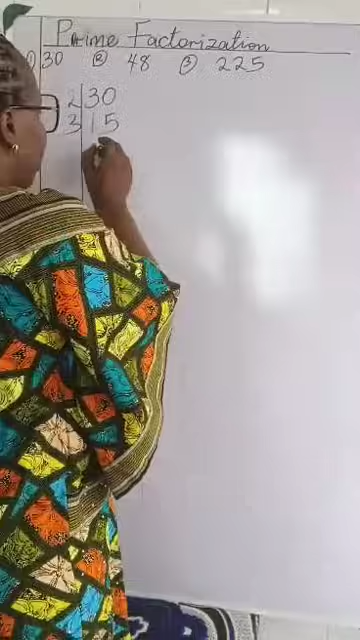 Prime Factorization
① 30 ② 48 ③ 225
2 | 30
3 | 15